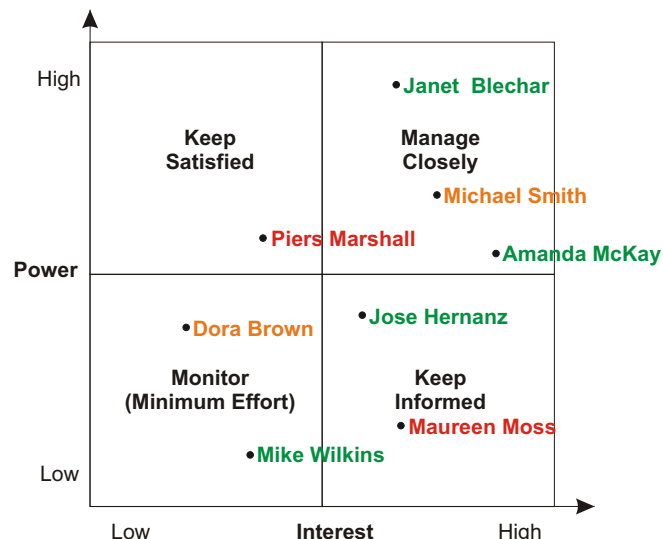 High
Janet Blechar
Keep
Satisfied
Manage
Closely
Michael Smith
Piers Marshall
Amanda McKay
Power
Jose Hernanz
Dora Brown
Monitor
(Minimum Effort)
Keep
Informed
Maureen Moss
Mike Wilkins
Low
Low
Interest
High